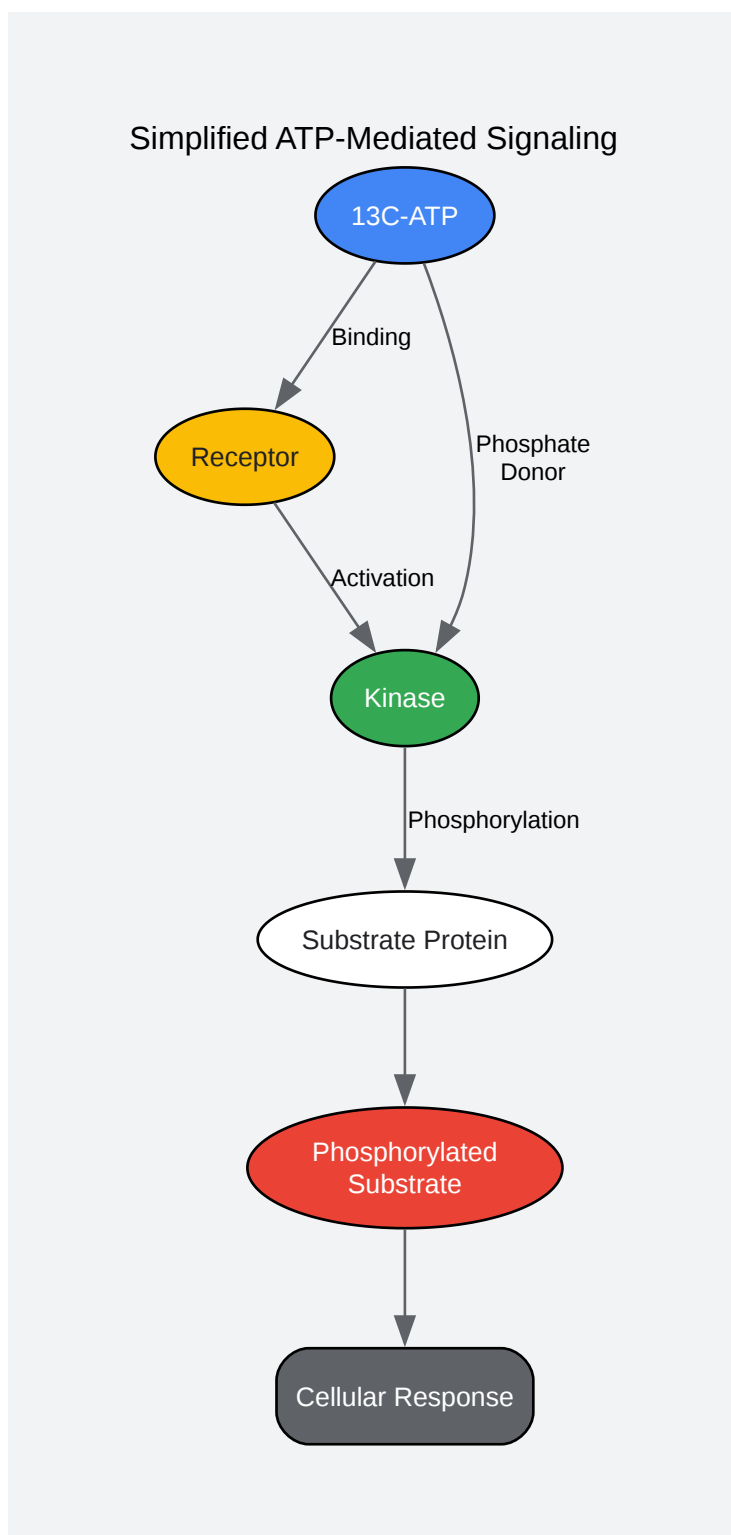 Simplified ATP-Mediated Signaling
13C-ATP
Binding
Receptor
Phosphate
Donor
Activation
Kinase
Phosphorylation
Substrate Protein
Phosphorylated
Substrate
Cellular Response